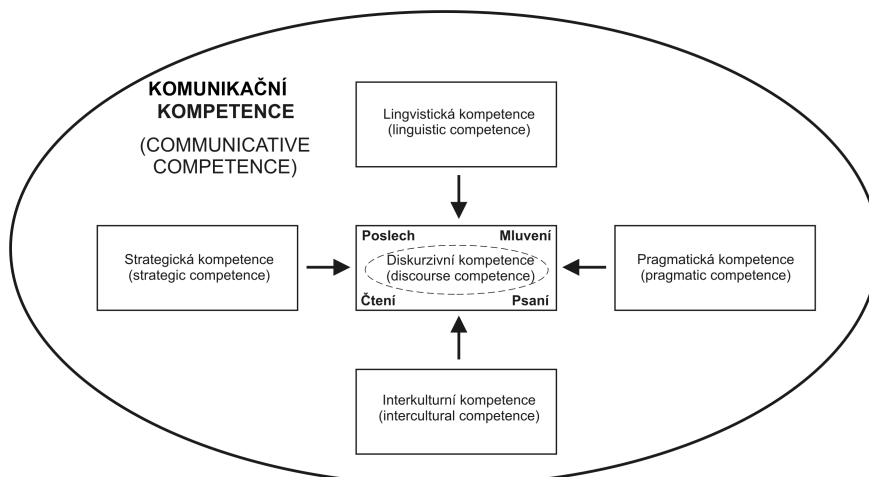 KOMUNIKAČNÍ
KOMPETENCE
(COMMUNICATIVE
COMPETENCE)
Lingvistická kompetence
(linguistic competence)
Strategická kompetence
(strategic competence)
Poslech
Mluvení
Diskurzivní kompetence
(discourse competence)
Čtení
Psaní
Pragmatická kompetence
(pragmatic competence)
Interkulturní kompetence
(intercultural competence)